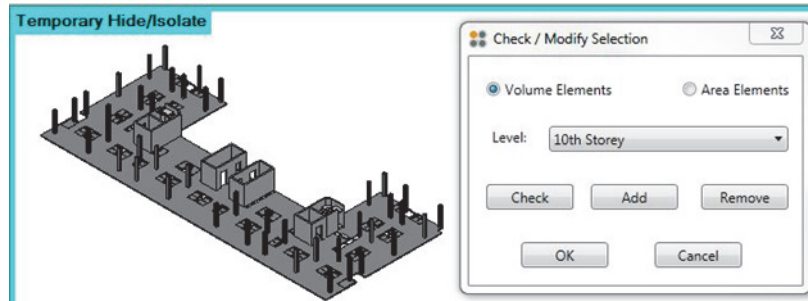 Temporary Hide/Isolate
Check / Modify Selection
Volume Elements
Area Elements
Level:
10th Storey
Check
Add
Remove
OK
Cancel